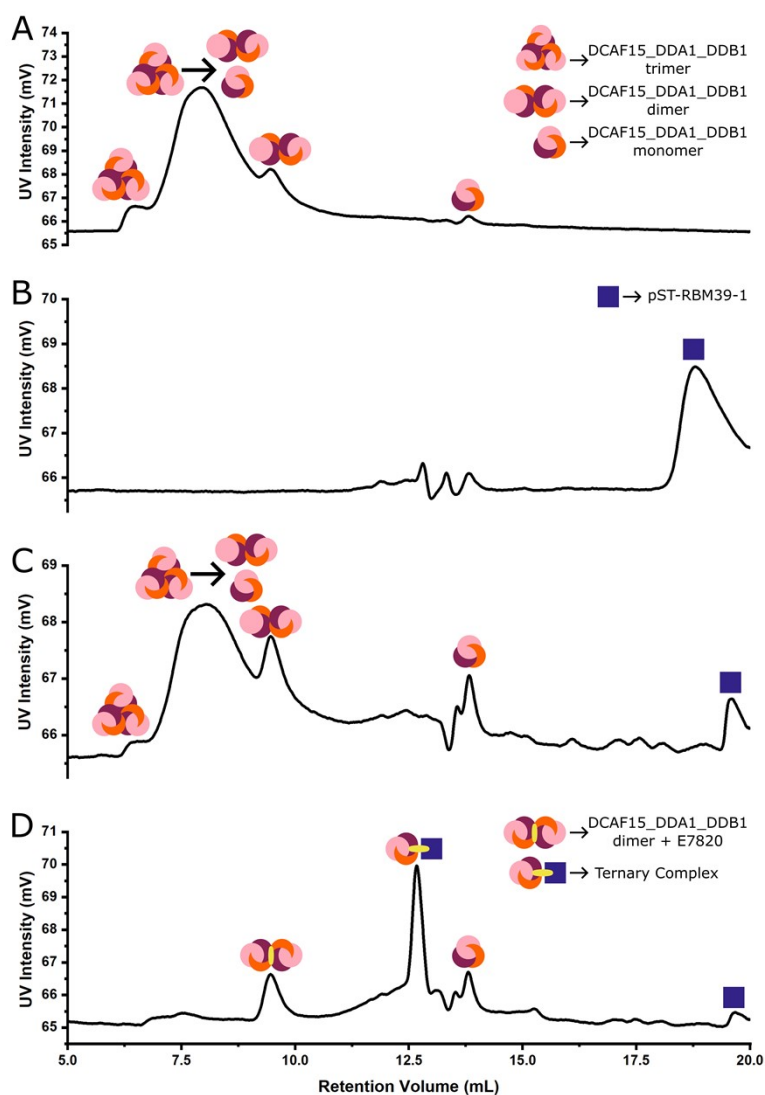 A
74
73
72
71
70
69
68
67
66
65
UV Intensity (mV)
DCAF15_DDA1_DDB1
trimer
DCAF15_DDA1_DDB1
dimer
DCAF15_DDA1_DDB1
monomer
B
70
69
68
67
66
UV Intensity (mV)
pST-RBM39-1
C
69
68
67
66
UV Intensity (mV)
D
71
70
69
68
67
66
65
UV Intensity (mV)
DCAF15_DDA1_DDB1
dimer + E7820
Ternary Complex
5.0 7.5 10.0 12.5 15.0 17.5 20.0
Retention Volume (mL)